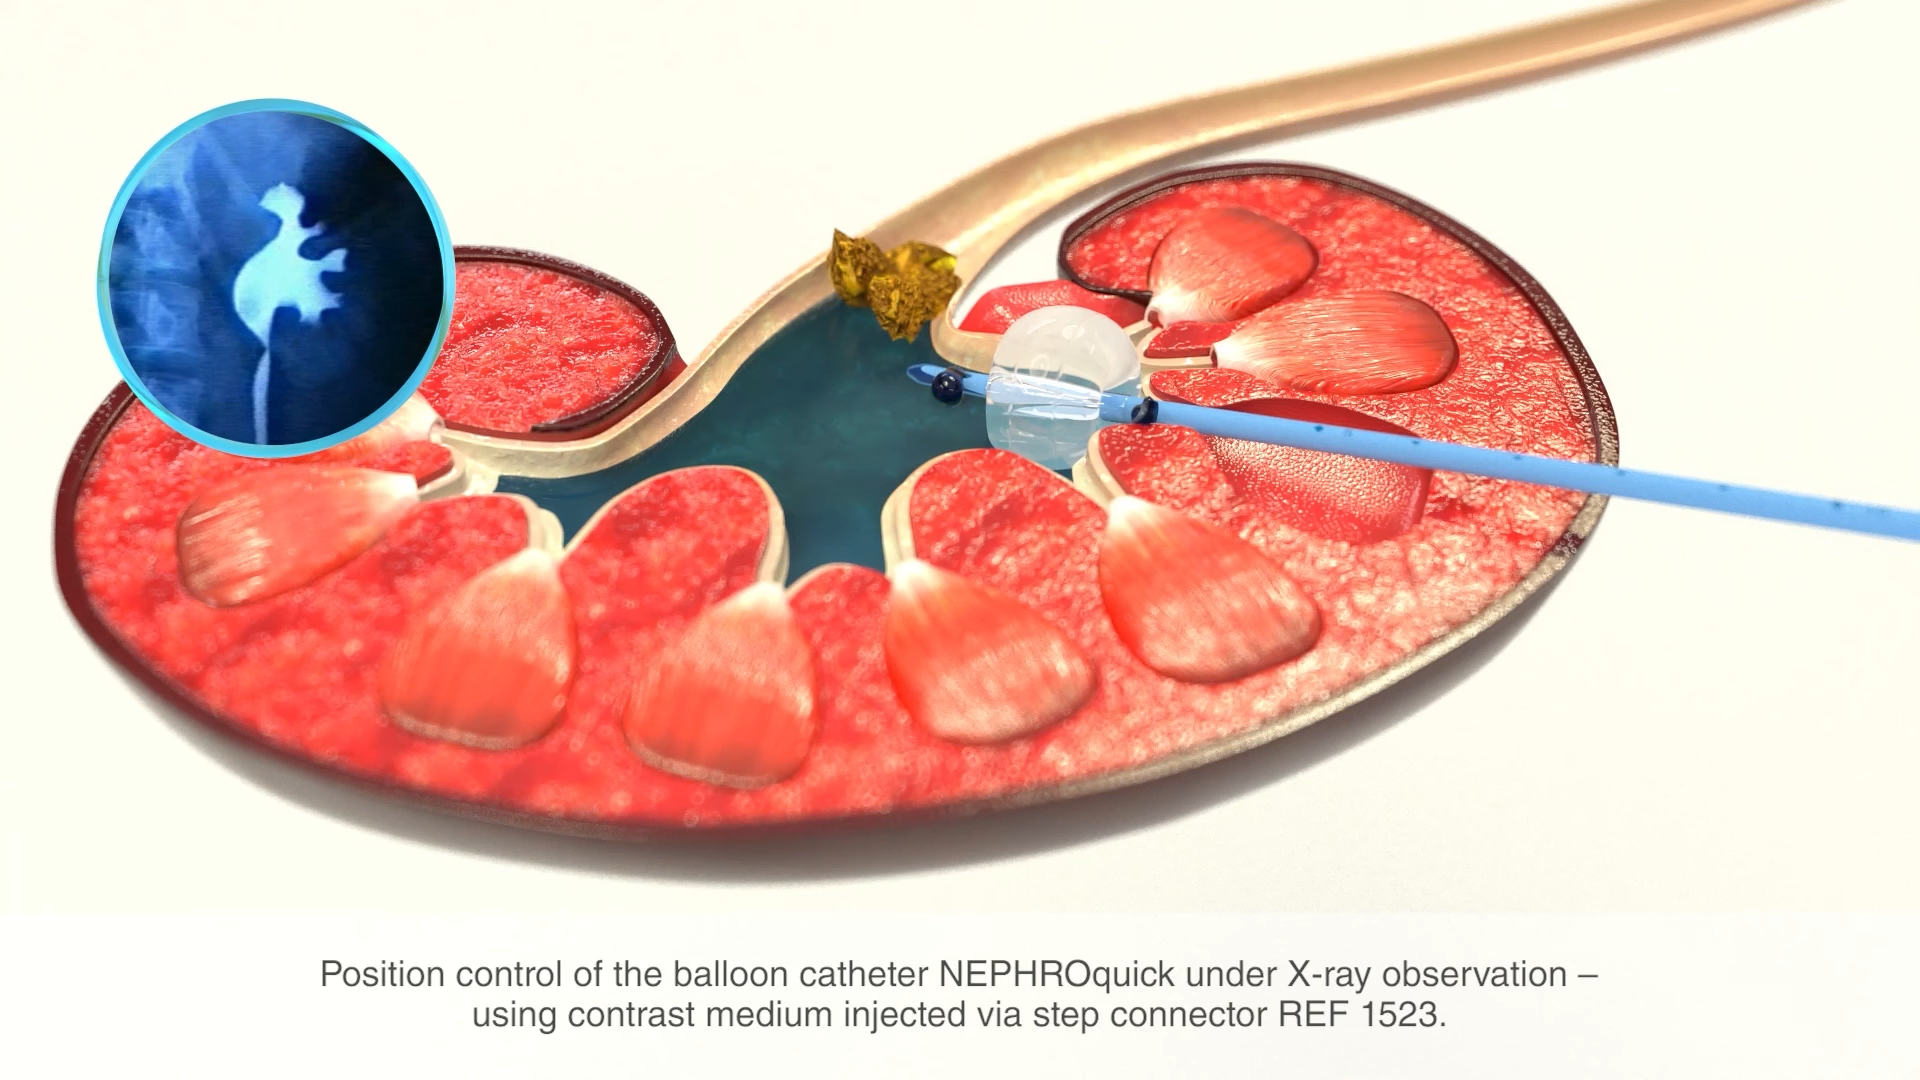 Position control of the balloon catheter NEPHROquick under X-ray observation –
using contrast medium injected via step connector REF 1523.